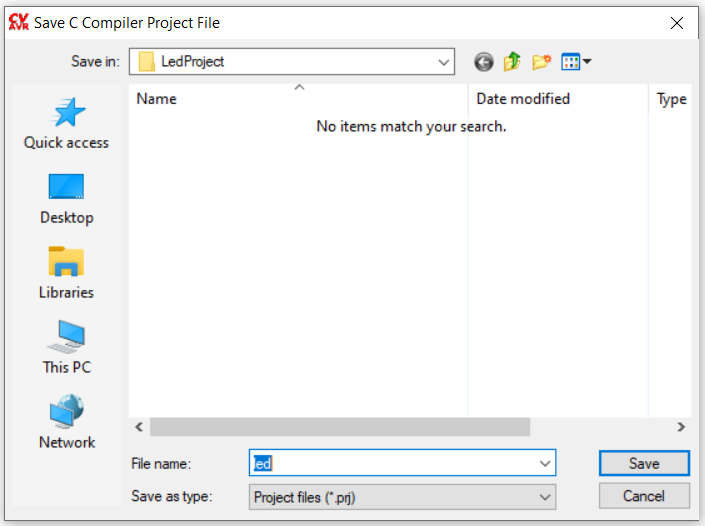 CV AVR Save C Compiler Project File
Save in: LedProject
Name Date modified Type
No items match your search.
Quick access
Desktop
Libraries
This PC
Network
File name: led Save
Save as type: Project files (*.prj) Cancel